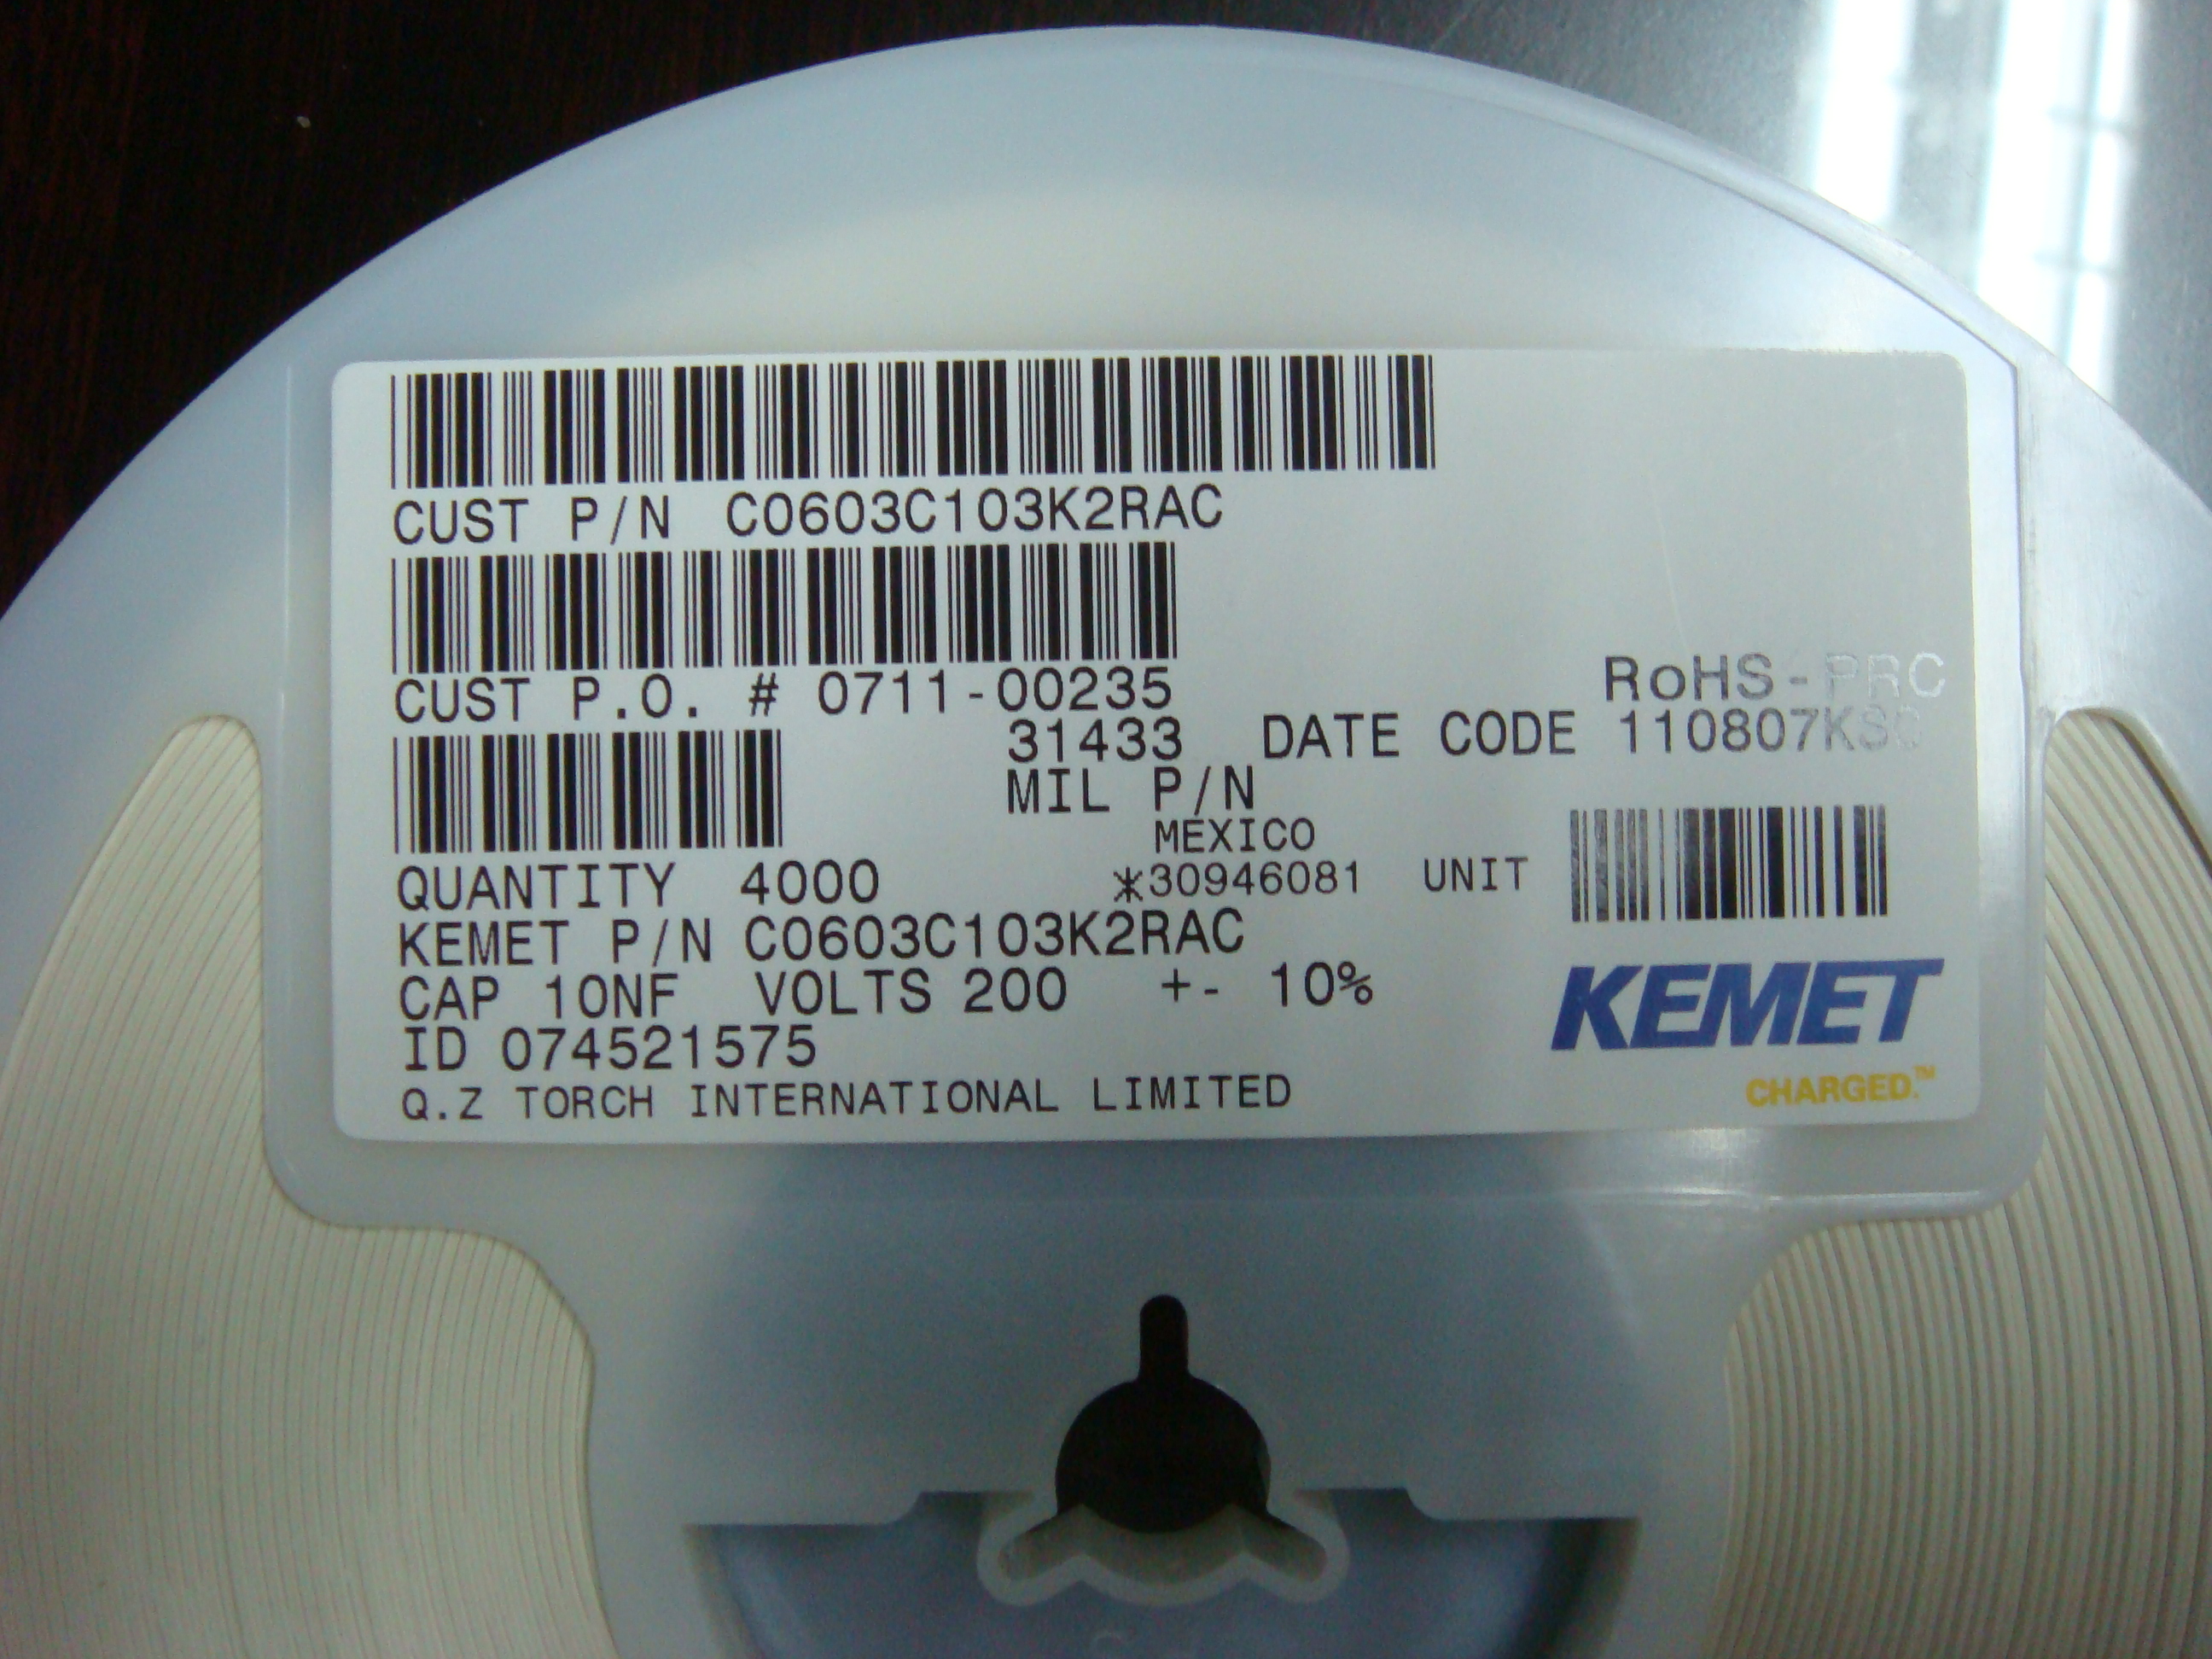 CUST P/N C0603C103K2RAC
CUST P.O. # 0711-00235
RoHS-PRC
31433 DATE CODE 110807KSC
MIL P/N
MEXICO
QUANTITY 4000
*30946081 UNIT
KEMET P/N C0603C103K2RAC
CAP 10NF VOLTS 200 +- 10%
ID 074521575
Q.Z TORCH INTERNATIONAL LIMITED
KEMET
CHARGED.™